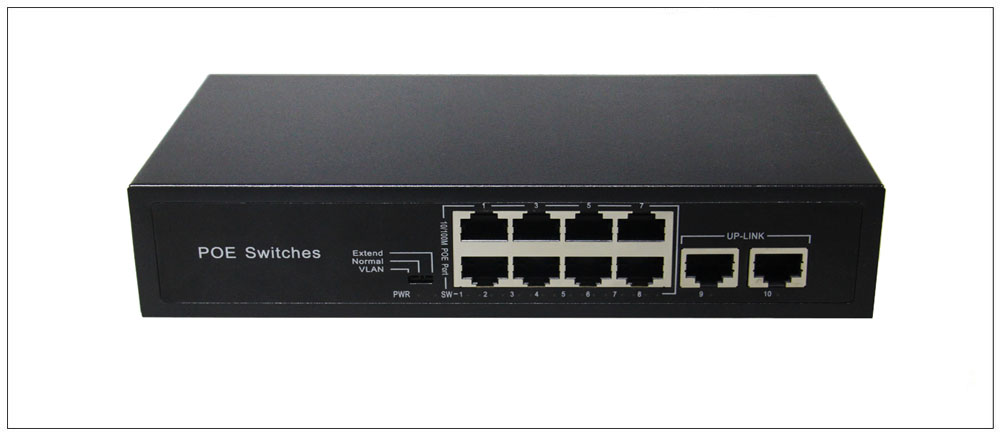 POE Switches
Extend
Normal
VLAN
PWR
10/100M POE Port
1 3 5 7
SW 1 2 3 4 5 6 7 8
UP-LINK
9 10